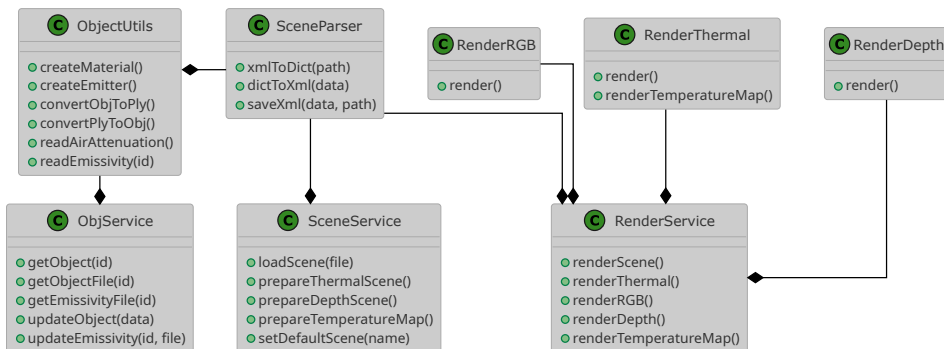 C ObjectUtils
createMaterial()
createEmitter()
convertObjToPly()
convertPlyToObj()
readAirAttenuation()
readEmissivity(id)
C SceneParser
xmlToDict(path)
dictToXml(data)
saveXml(data, path)
C RenderRGB
render()
C RenderThermal
render()
renderTemperatureMap()
C RenderDepth
render()
C ObjService
getObject(id)
getObjectFile(id)
getEmissivityFile(id)
updateObject(data)
updateEmissivity(id, file)
C SceneService
loadScene(file)
prepareThermalScene()
prepareDepthScene()
prepareTemperatureMap()
setDefaultScene(name)
C RenderService
renderScene()
renderThermal()
renderRGB()
renderDepth()
renderTemperatureMap()